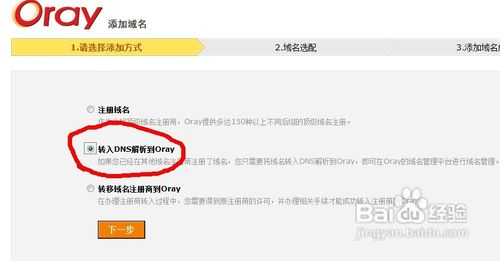 Oray 添加域名
1.请选择添加方式 2.域名选配 3.添加域名
注册域名
Oray提供多达150种以上不同后缀的顶级域名注册。
转入DNS解析到Oray
如果您已经在其他域名注册商注册了域名，您只需要将域名转入DNS解析到Oray，即可在Oray的域名管理平台进行域名管理。
转移域名注册商到Oray
在办理注册商转入过程中，您需要得到原注册商的许可，并办理相关手续才能成功转入注册商
下一步
Baidu 经验
jingyan.baidu.com